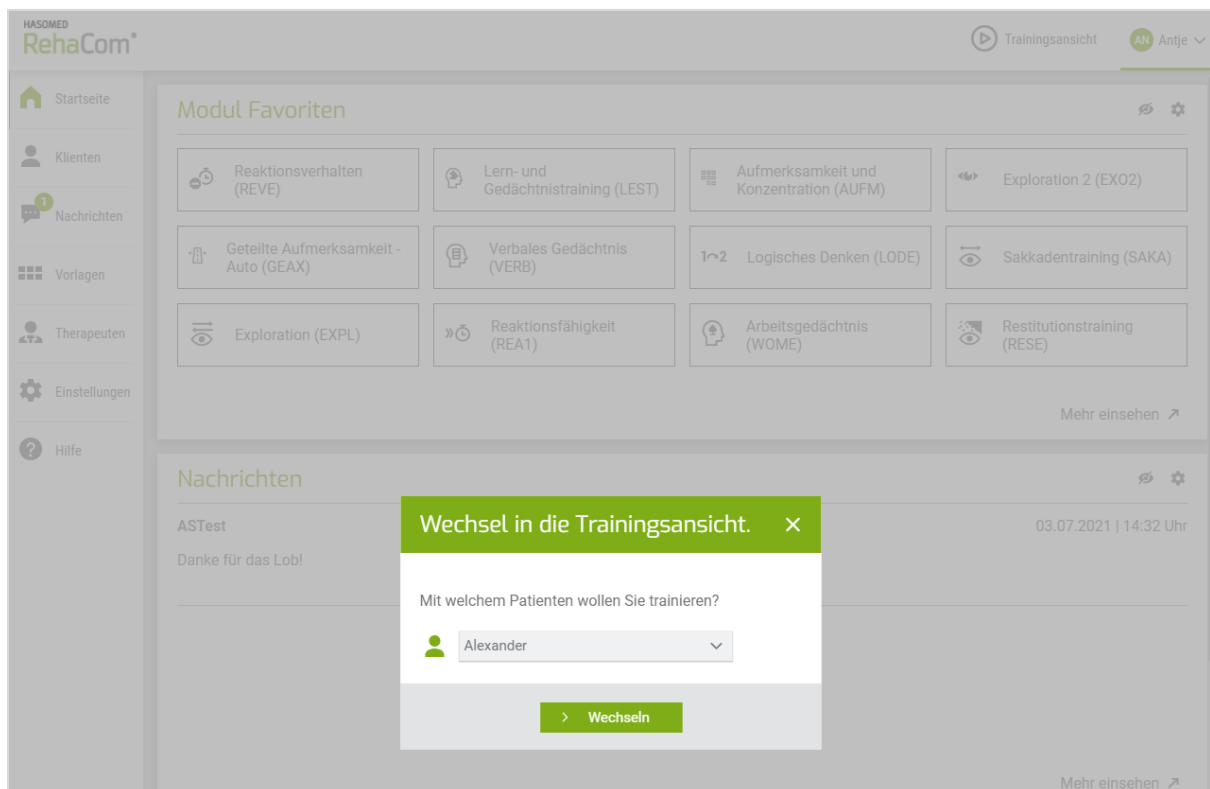 HASOMED
RehaCom®
Trainingsansicht
AN Antje
Startseite
Klienten
1
Nachrichten
Vorlagen
Therapeuten
Einstellungen
Hilfe
Modul Favoriten
Reaktionsverhalten
(REVE)
Lern- und
Gedächtnistraining (LEST)
Aufmerksamkeit und
Konzentration (AUFM)
Exploration 2 (EXO2)
Geteilte Aufmerksamkeit -
Auto (GEAX)
Verbales Gedächtnis
(VERB)
1 2 Logisches Denken (LODE)
Sakkadentraining (SAKA)
Exploration (EXPL)
Reaktionsfähigkeit
(REA1)
Arbeitsgedächtnis
(WOME)
Restitutionstraining
(RESE)
Mehr einsehen
Nachrichten
ASTest
03.07.2021 | 14:32 Uhr
Danke für das Lob!
Wechsel in die Trainingsansicht.
Mit welchem Patienten wollen Sie trainieren?
Alexander
Wechseln
Mehr einsehen